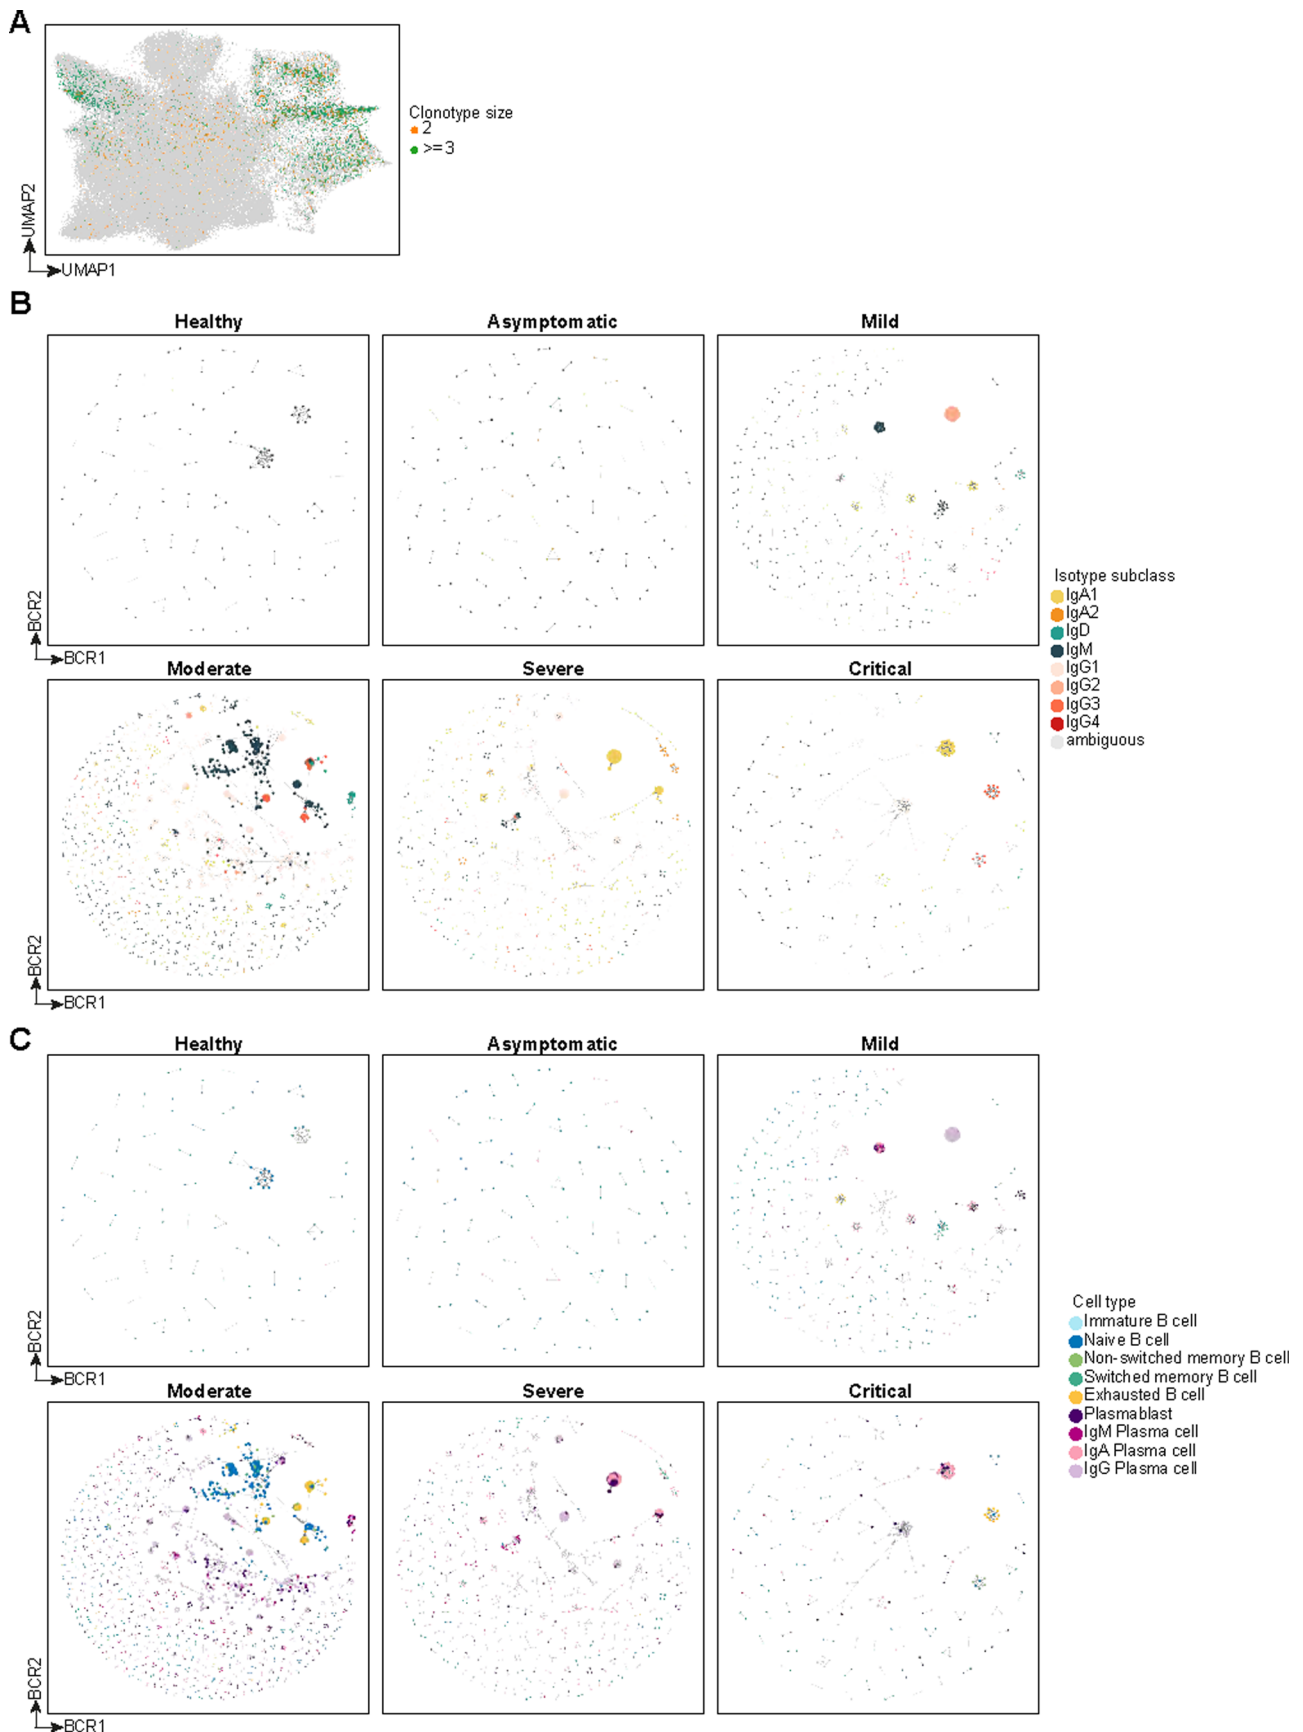 A
Clonotype size
2
>=3
UMAP2
UMAP1
B
Healthy
Asymptomatic
Mild
BCR2
BCR1
Isotype subclass
IgA1
IgA2
IgD
IgM
IgG1
IgG2
IgG3
IgG4
ambiguous
Moderate
Severe
Critical
BCR2
BCR1
C
Healthy
Asymptomatic
Mild
BCR2
BCR1
Cell type
Immature B cell
Naive B cell
Non-switched memory B cell
Switched memory B cell
Exhausted B cell
Plasmablast
IgM Plasma cell
IgA Plasma cell
IgG Plasma cell
Moderate
Severe
Critical
BCR2
BCR1